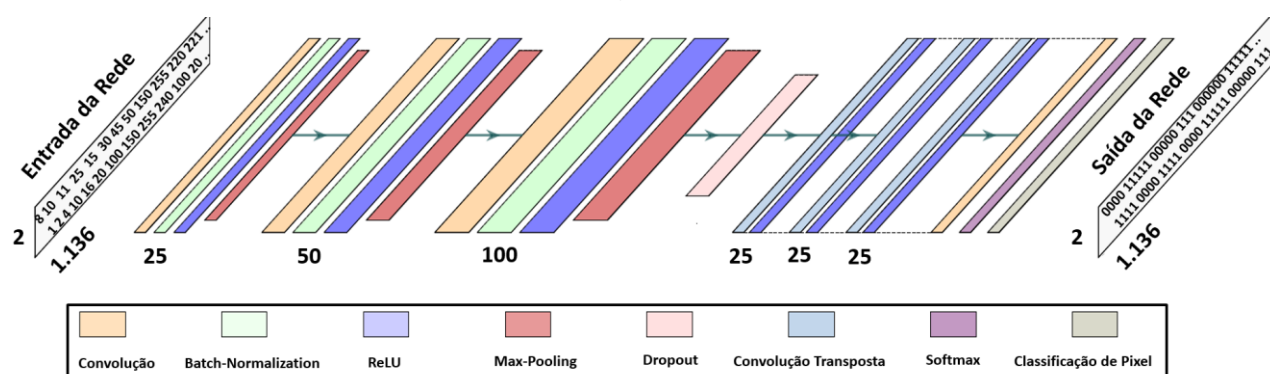 Entrada da Rede
8 10 11 25 15 30 45 50 150 255 220 221 ..
1 2 4 10 16 20 100 150 255 240 100 20 ..
2
1.136
25
50
100
25
25
25
Saída da Rede
0000 11111 00000 111 000000 11111 ..
1111 0000 1111 0000 11111 00000 111
2
1.136
Convolução
Batch-Normalization
ReLU
Max-Pooling
Dropout
Convolução Transposta
Softmax
Classificação de Pixel